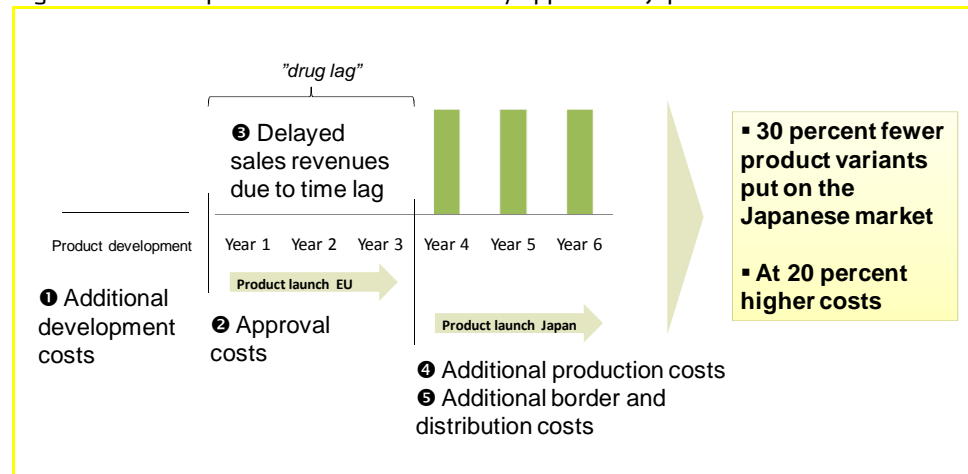 "drug lag"
❸ Delayed
sales revenues
due to time lag
Product development
Year 1 Year 2 Year 3 Year 4 Year 5 Year 6
Product launch EU
❶ Additional
development
costs
❷ Approval
costs
Product launch Japan
❹ Additional production costs
❺ Additional border and
distribution costs
▪ 30 percent fewer
product variants
put on the
Japanese market
▪ At 20 percent
higher costs